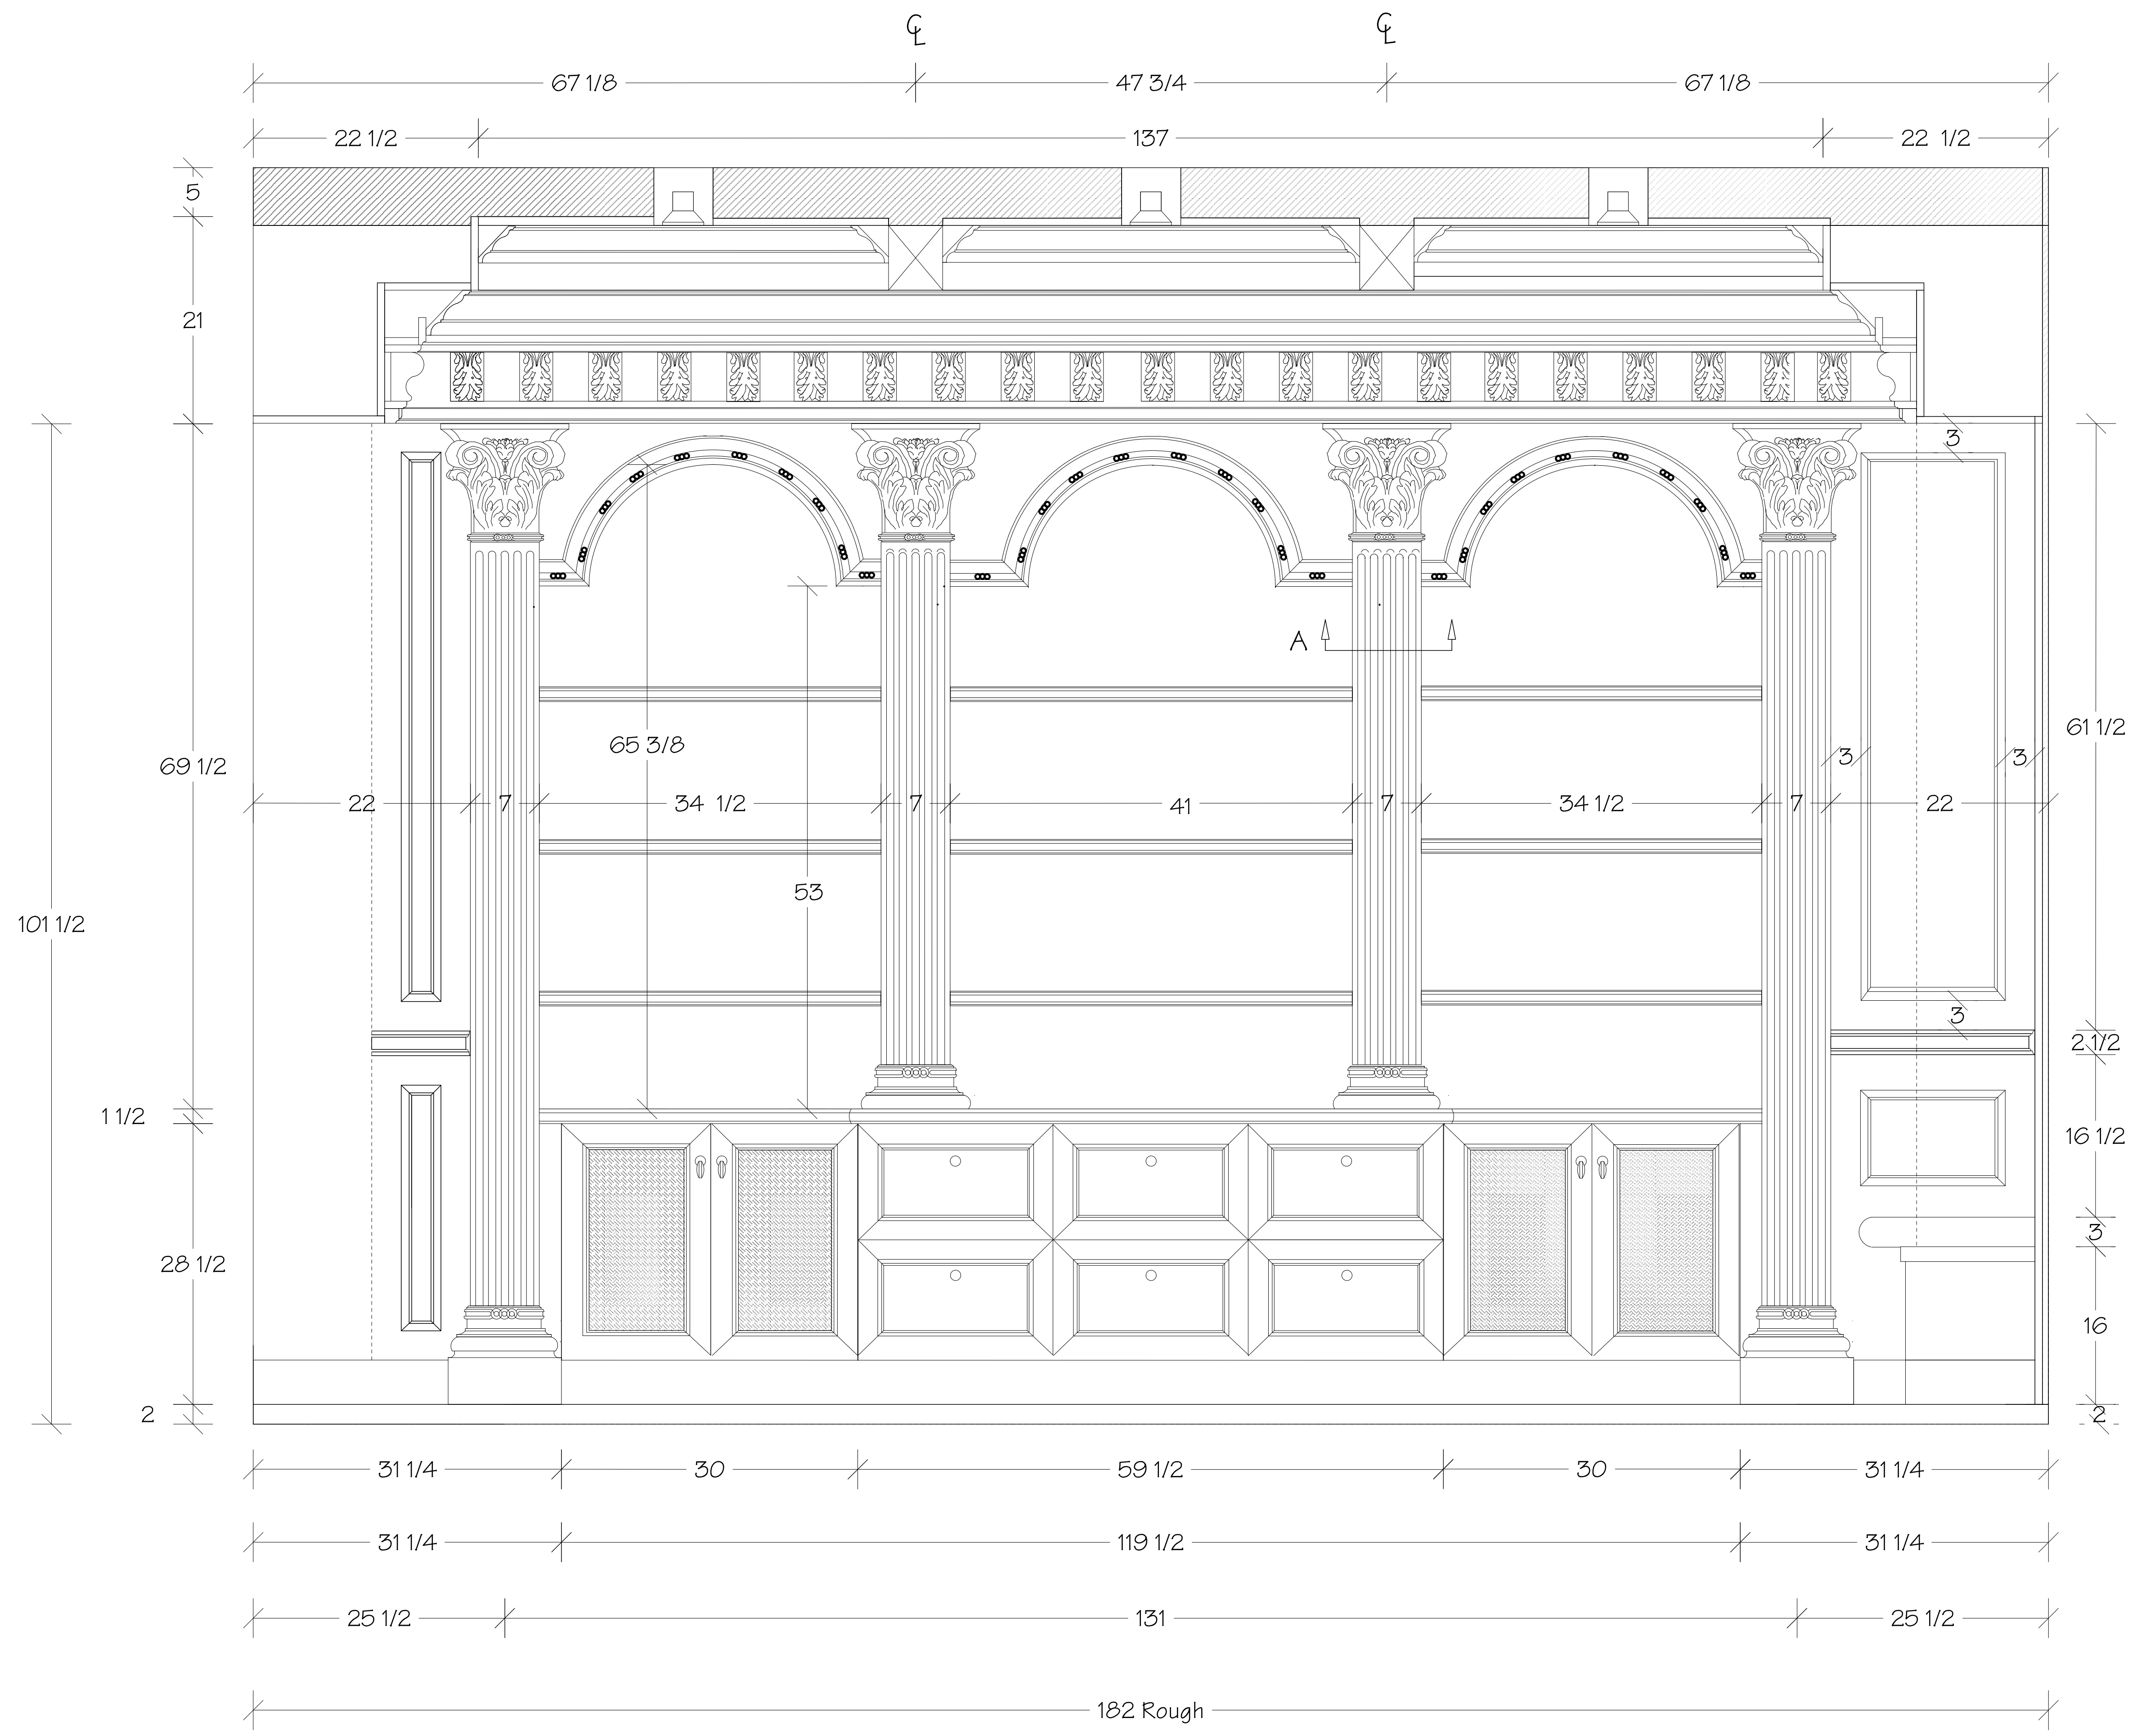 ℄ ℄
67 1/8 47 3/4 67 1/8
22 1/2 137 22 1/2
5
21
3
A
61 1/2
65 3/8
3 3
69 1/2
22 7 34 1/2 7 41 7 34 1/2 7 22
53
101 1/2
3
2 1/2
1 1/2
16 1/2
3
28 1/2
16
2 2
31 1/4 30 59 1/2 30 31 1/4
31 1/4 119 1/2 31 1/4
25 1/2 131 25 1/2
182 Rough